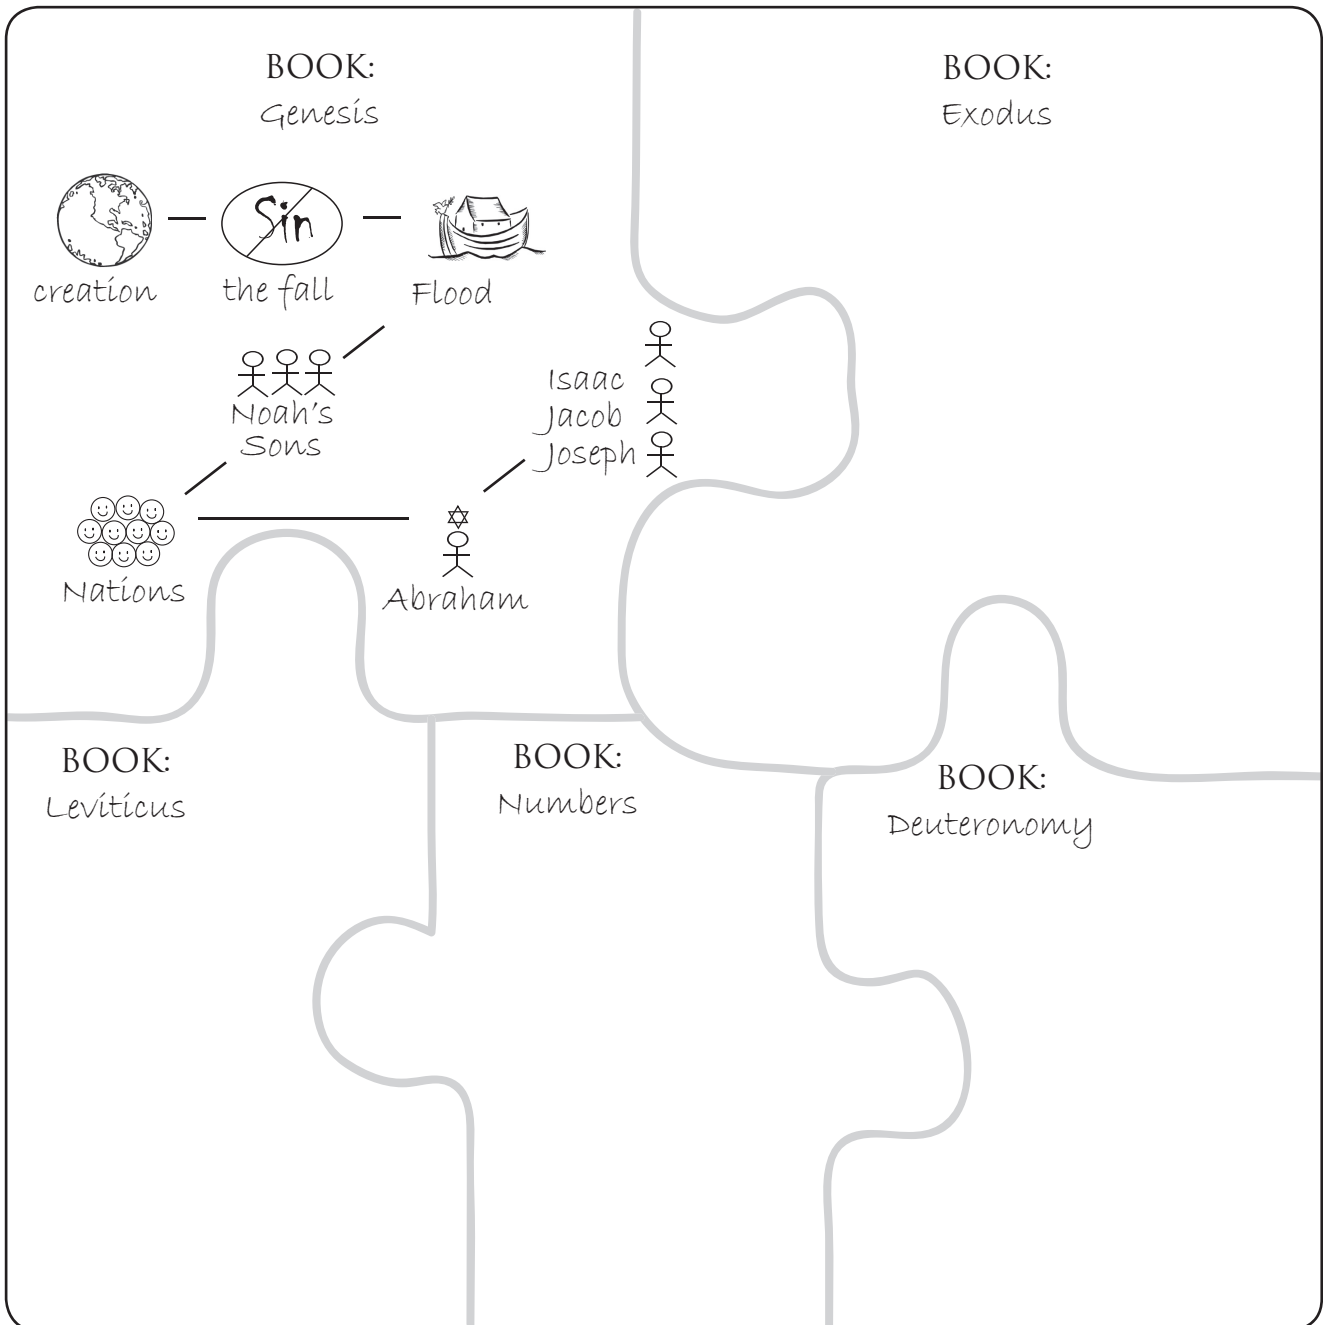 BOOK:
Genesis
Sin
creation
the fall
Flood
Noah's
Sons
Isaac
Jacob
Joseph
Nations
Abraham
BOOK:
Exodus
BOOK:
Leviticus
BOOK:
Numbers
BOOK:
Deuteronomy